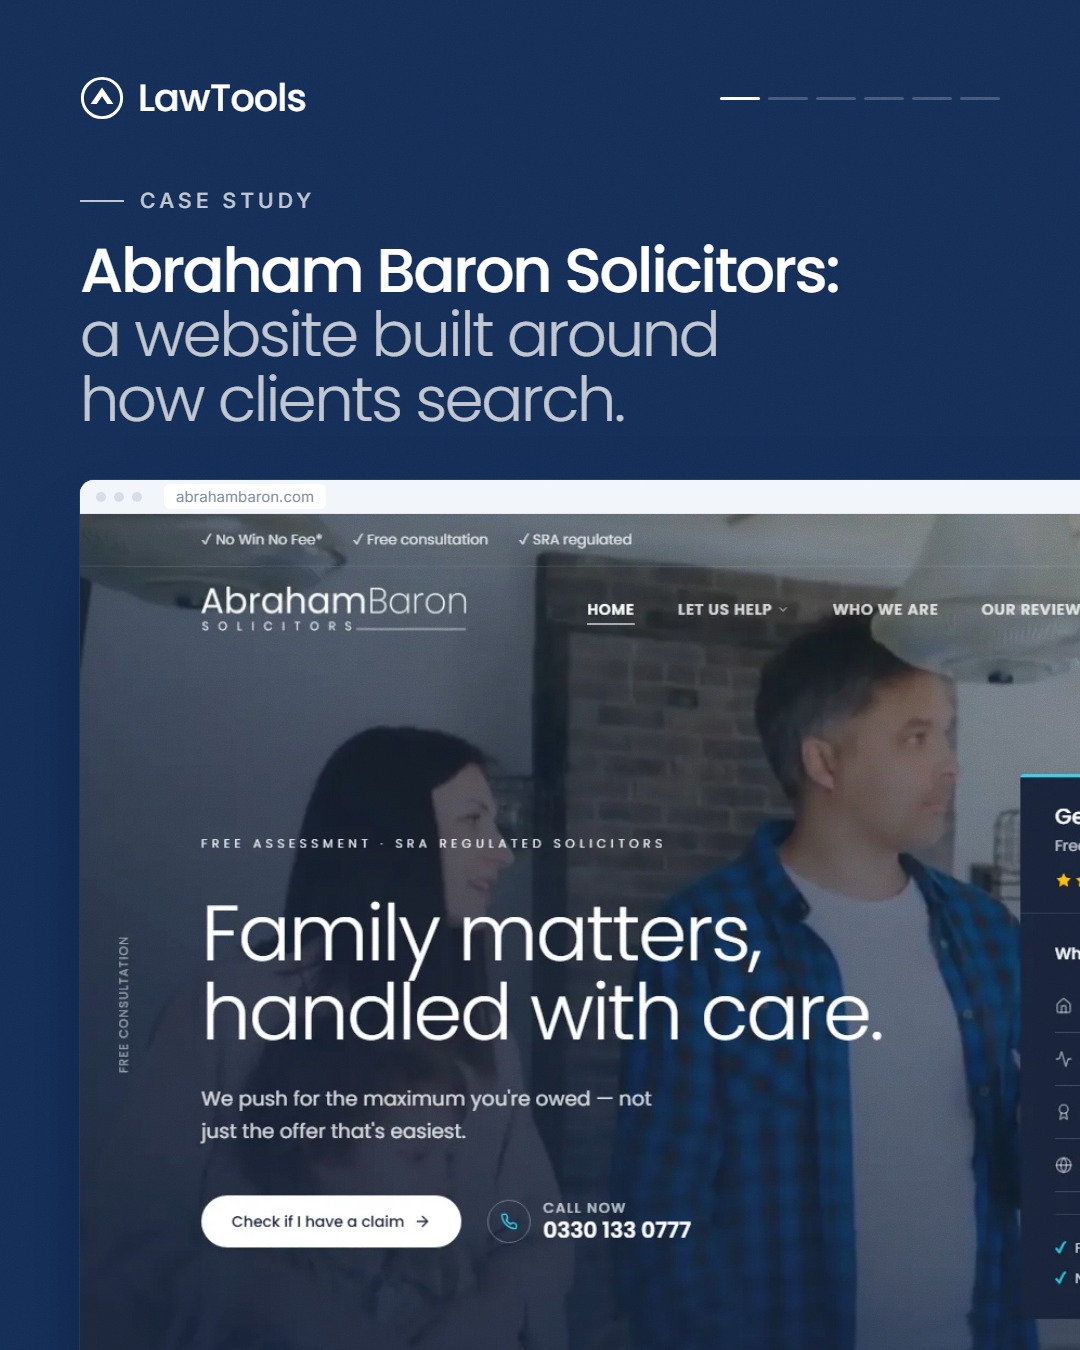 LawTools
CASE STUDY
Abraham Baron Solicitors:
a website built around
how clients search.
abrahambaron.com
✓ No Win No Fee* ✓ Free consultation ✓ SRA regulated
AbrahamBaron
SOLICITORS
HOME LET US HELP WHO WE ARE OUR REVIEW
FREE ASSESSMENT · SRA REGULATED SOLICITORS
Family matters,
handled with care.
FREE CONSULTATION
We push for the maximum you're owed — not
just the offer that's easiest.
Check if I have a claim →
CALL NOW
0330 133 0777
Ge
Free
Wh